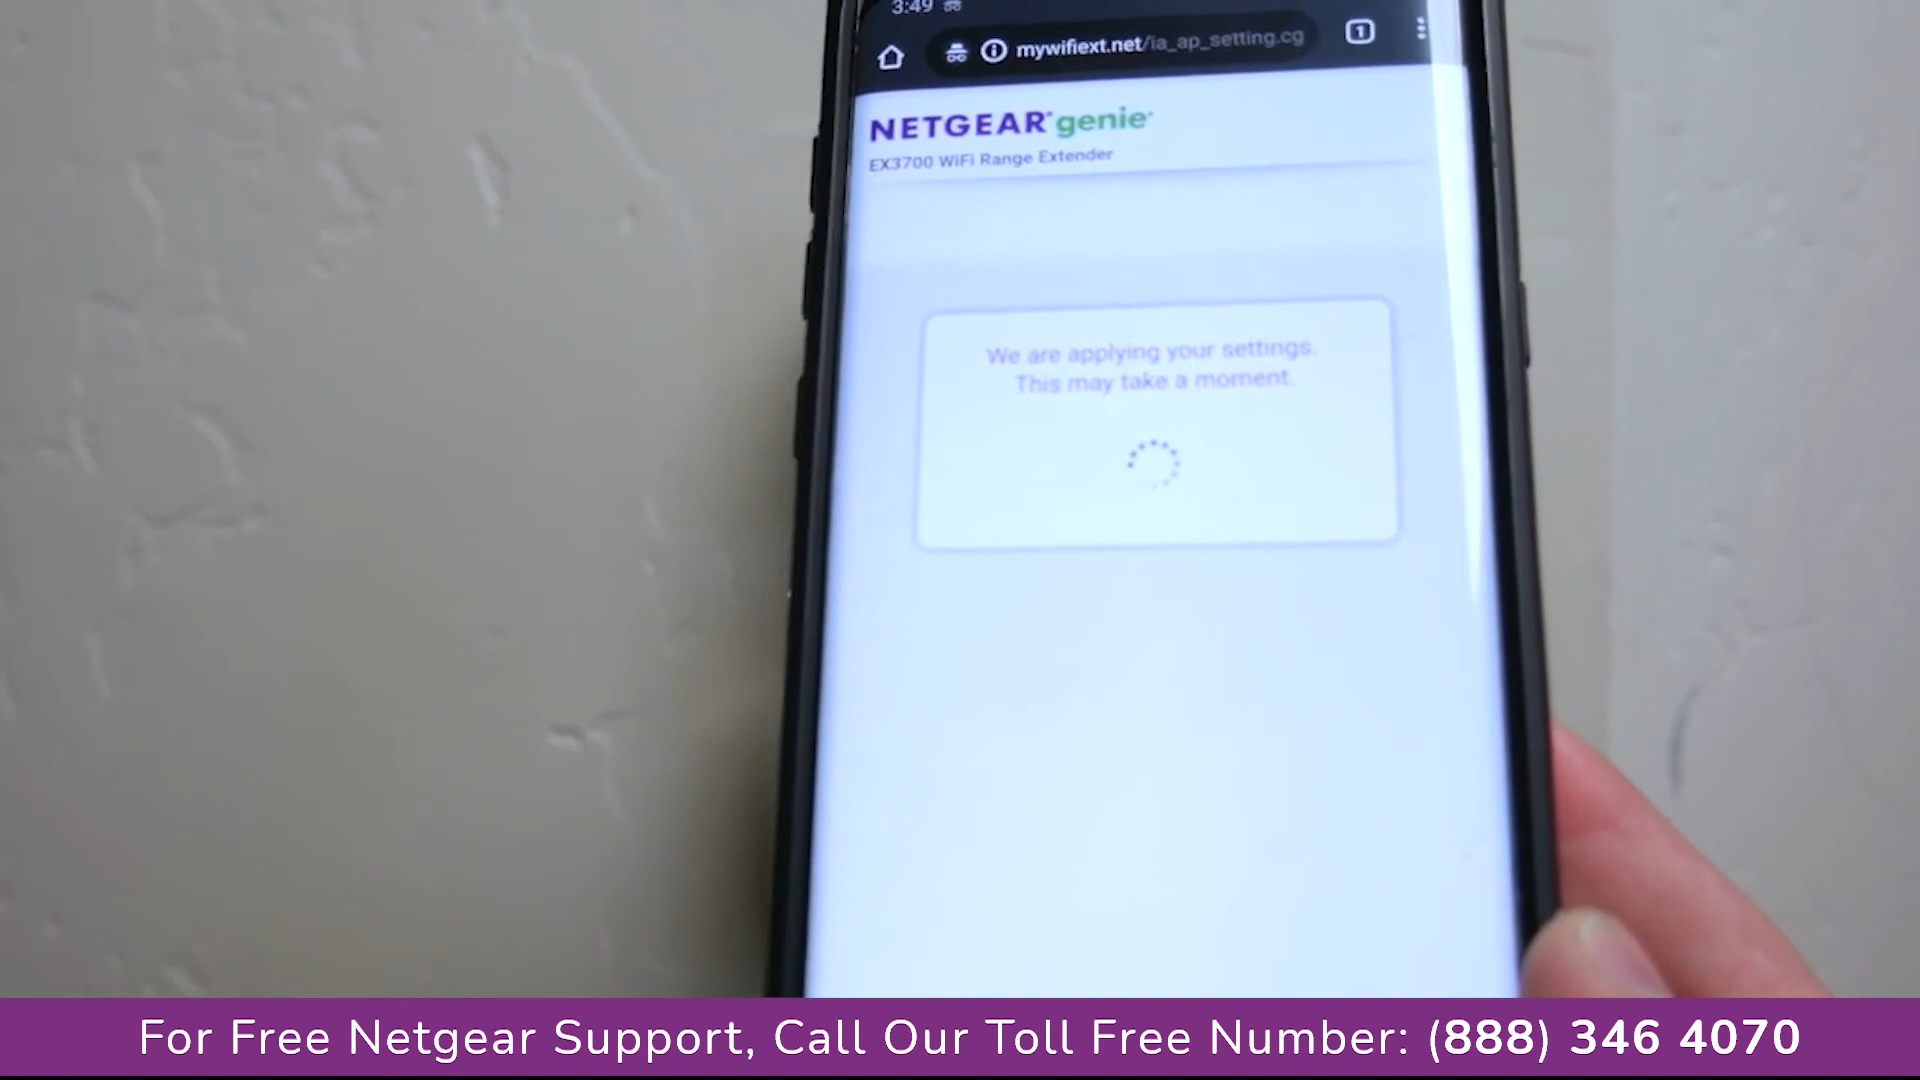 3:49
mywifiext.net/ia_ap_setting.cg
1
NETGEAR genie
EX3700 WiFi Range Extender
We are applying your settings.
This may take a moment.
For Free Netgear Support, Call Our Toll Free Number: (888) 346 4070